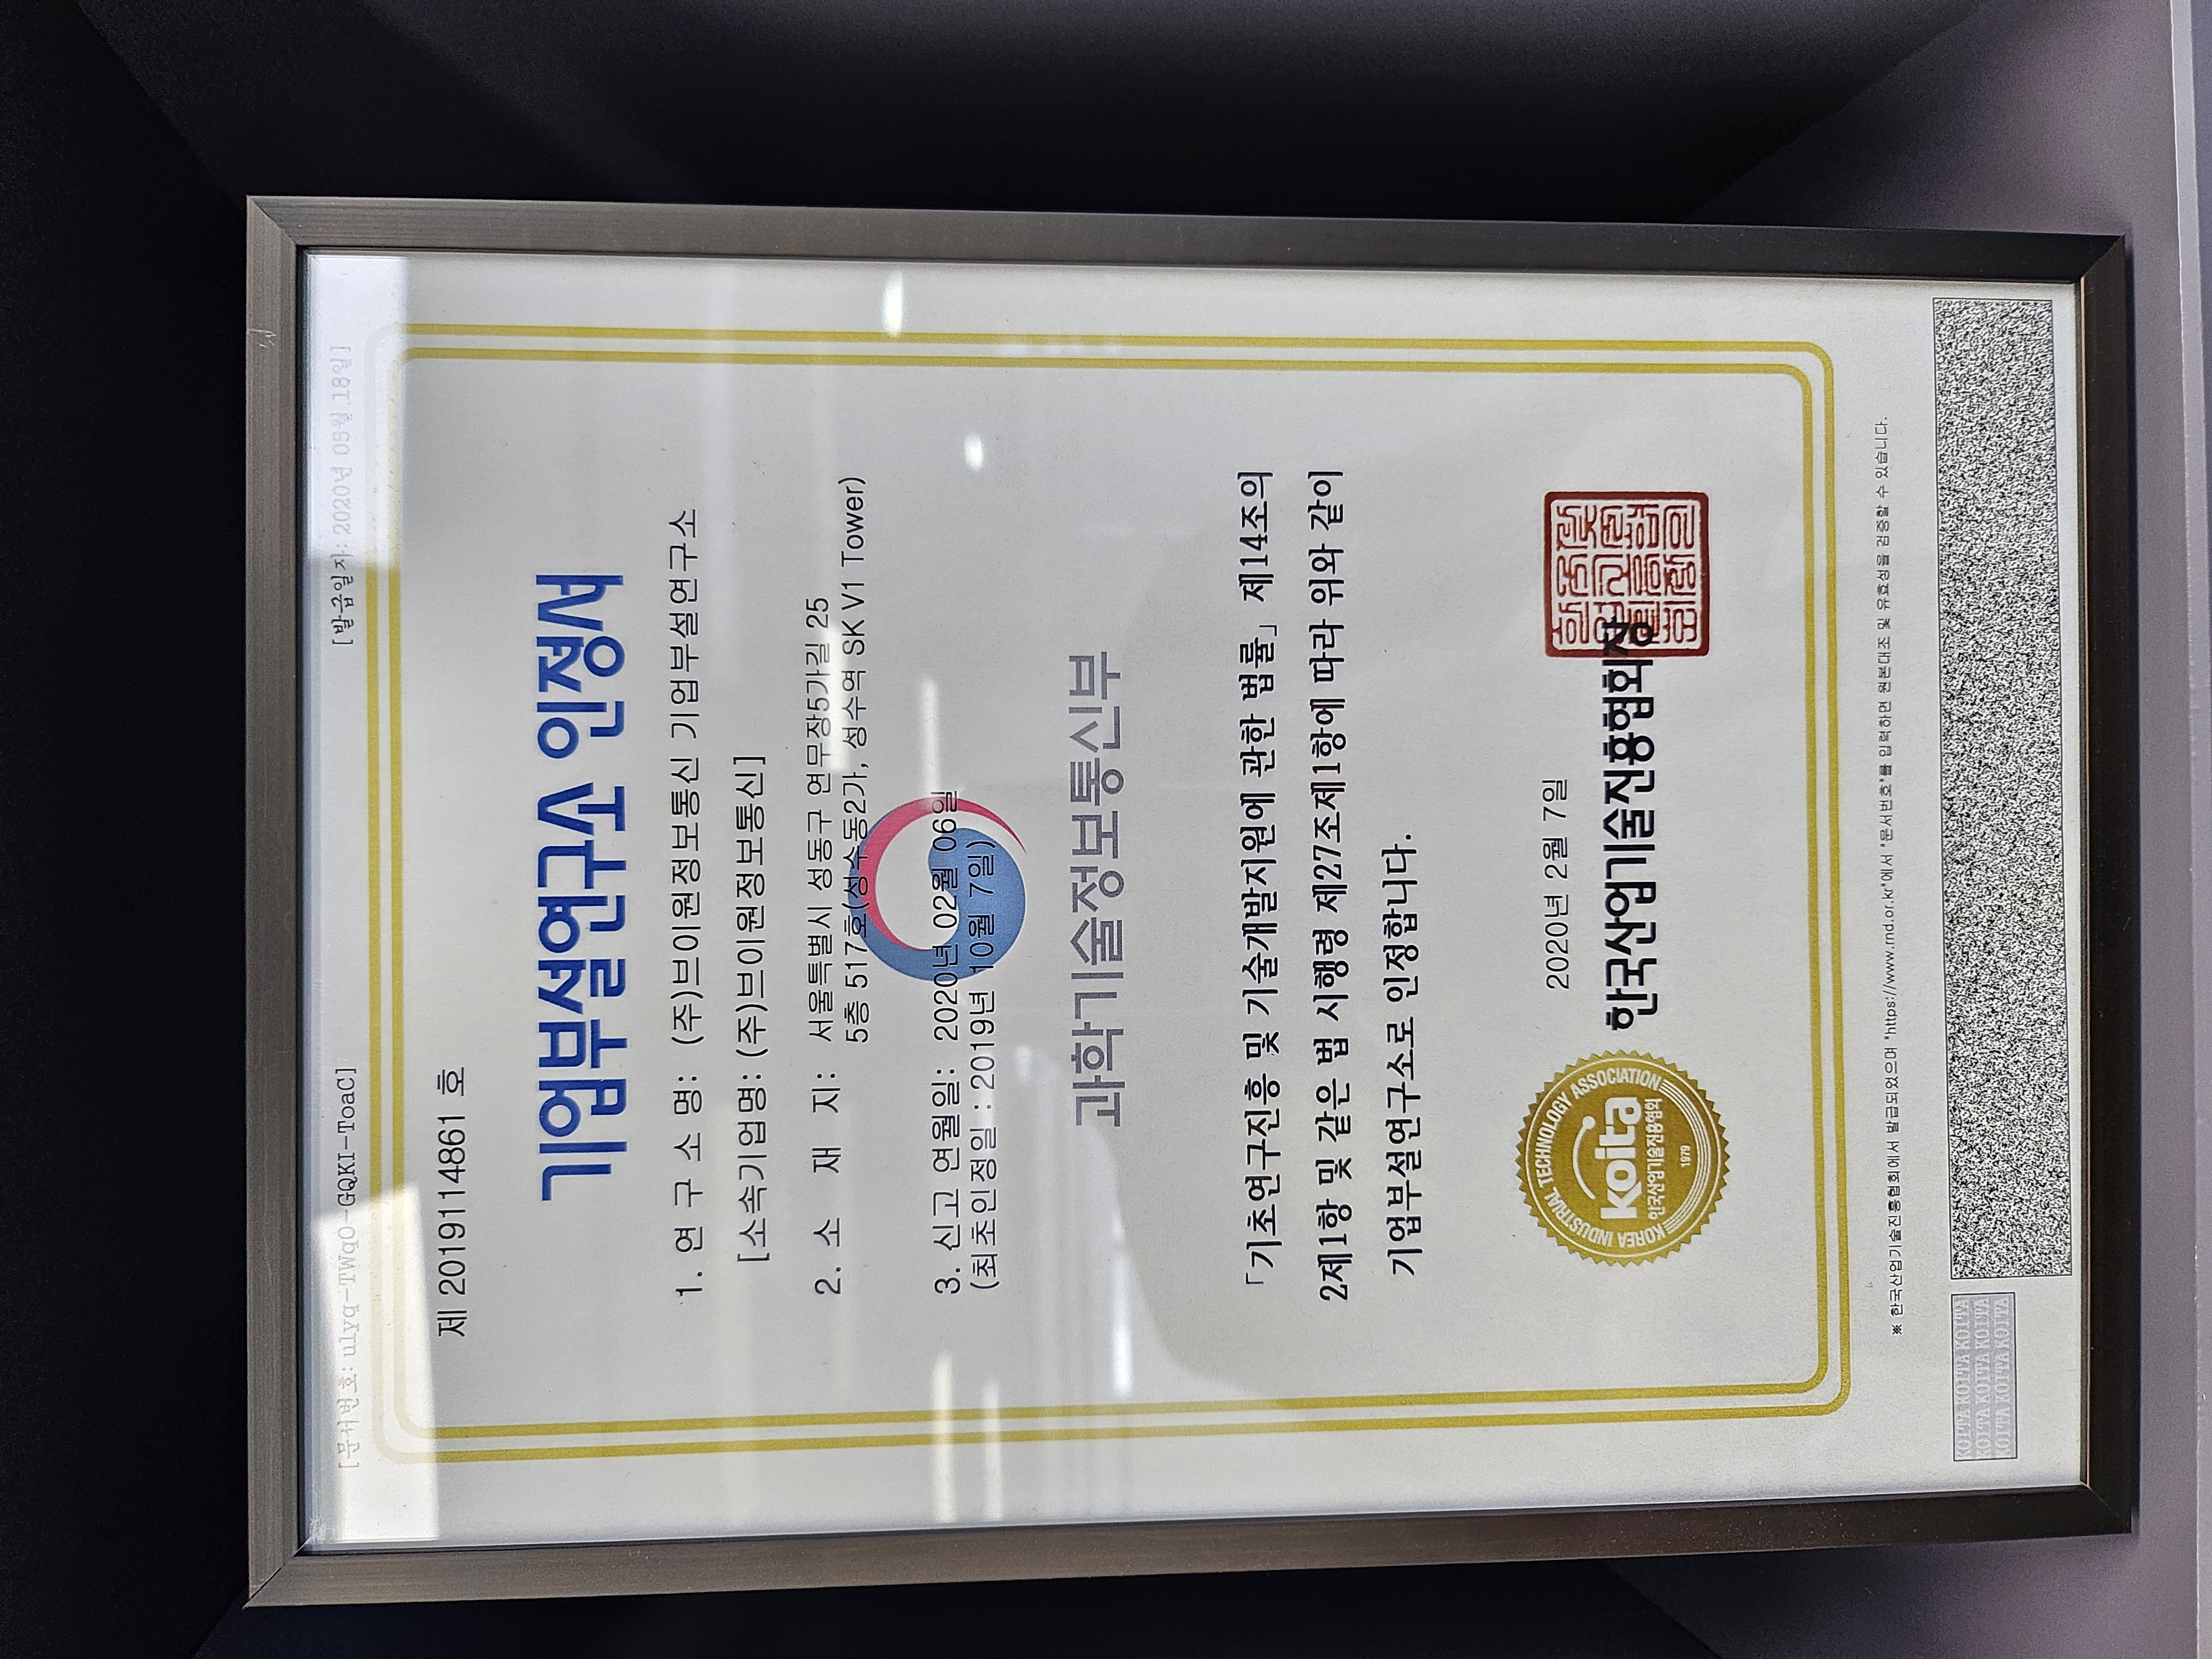 [문서번호: ulyq-TWqO-GQKI-ToaC]
[발급일자: 2020년 05월 18일]
제 2019114861 호
기업부설연구소 인정서
1. 연 구 소 명: (주)브이원정보통신 기업부설연구소
[소속기업명: (주)브이원정보통신]
2. 소 재 지: 서울특별시 성동구 연무장5가길 25
5층 517호(성수동2가, 성수역 SK V1 Tower)
3. 신고 연월일: 2020년 02월 06일
(최초인정일 : 2019년 10월 7일)
과학기술정보통신부
「기초연구진흥 및 기술개발지원에 관한 법률」 제14조의
2제1항 및 같은 법 시행령 제27조제1항에 따라 위와 같이
기업부설연구소로 인정합니다.
KOREA INDUSTRIAL TECHNOLOGY ASSOCIATION
koita
한국산업기술진흥협회
1979
2020년 2월 7일
한국산업기술진흥협회장
※ 한국산업기술진흥협회에서 발급되었으며 "https://www.rnd.or.kr"에서 "문서번호"를 입력하면 원본대조 및 유효성을 검증할 수 있습니다.
KOITA KOITA KOITA
KOITA KOITA KOITA
KOITA KOITA KOITA